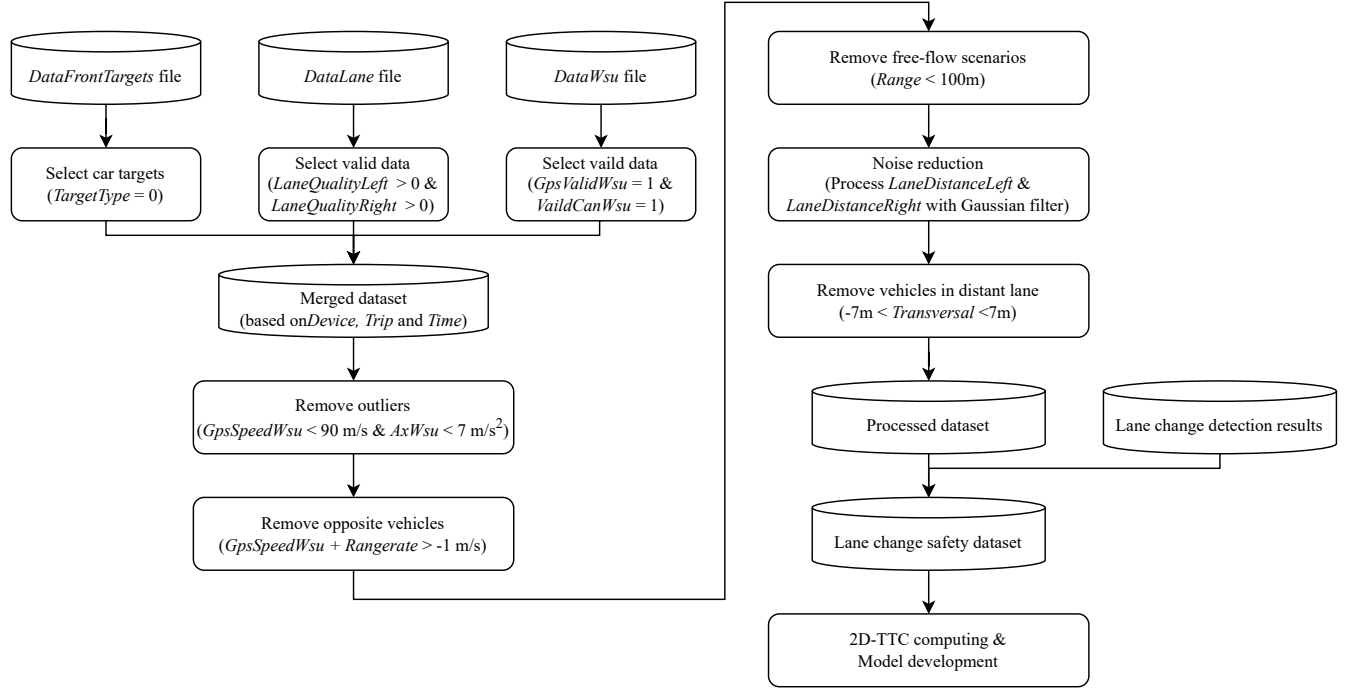 DataFrontTargets file
DataLane file
DataWsu file
Select car targets
(TargetType = 0)
Select valid data
(LaneQualityLeft > 0 &
LaneQualityRight > 0)
Select vaild data
(GpsValidWsu = 1 &
VaildCanWsu = 1)
Merged dataset
(based onDevice, Trip and Time)
Remove outliers
(GpsSpeedWsu < 90 m/s & AxWsu < 7 m/s²)
Remove opposite vehicles
(GpsSpeedWsu + Rangerate > -1 m/s)
Remove free-flow scenarios
(Range < 100m)
Noise reduction
(Process LaneDistanceLeft &
LaneDistanceRight with Gaussian filter)
Remove vehicles in distant lane
(-7m < Transversal <7m)
Processed dataset
Lane change detection results
Lane change safety dataset
2D-TTC computing &
Model development